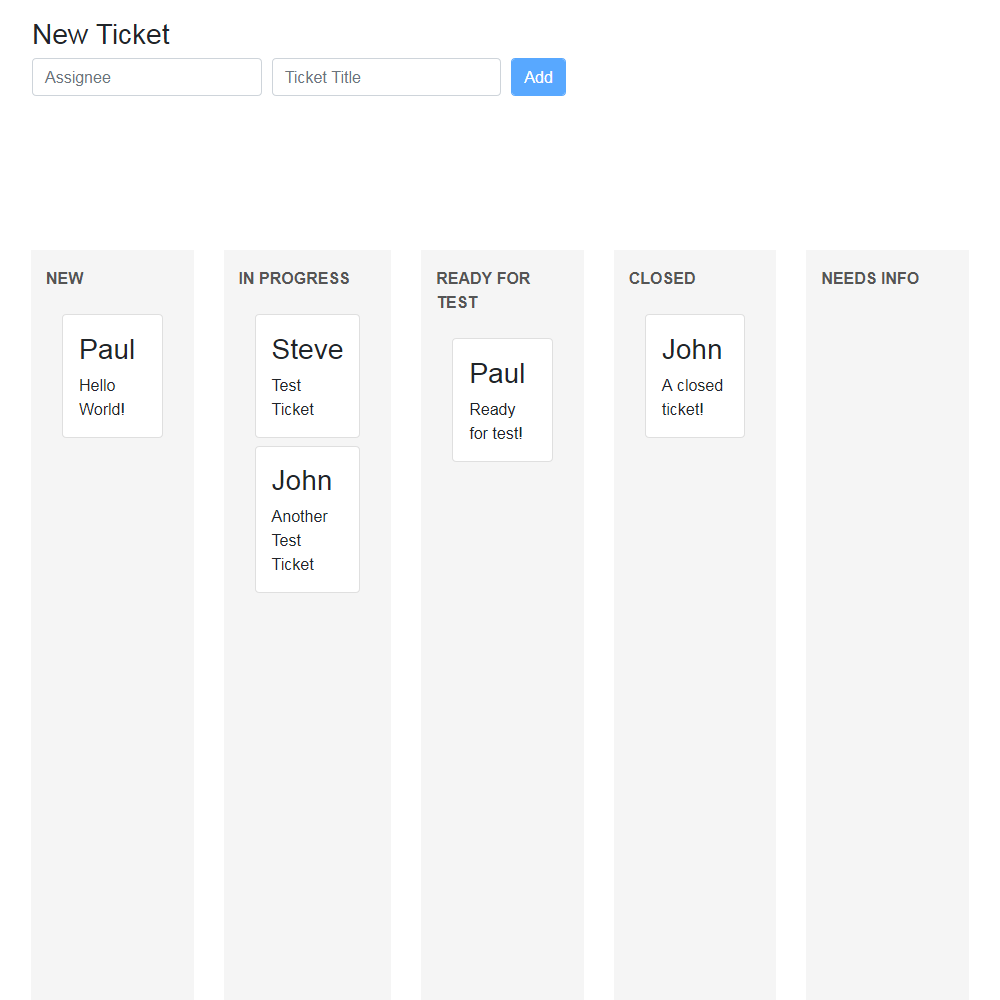 New Ticket
Assignee
Ticket Title
Add
NEW
Paul
Hello
World!
IN PROGRESS
Steve
Test
Ticket
John
Another
Test
Ticket
READY FOR
TEST
Paul
Ready
for test!
CLOSED
John
A closed
ticket!
NEEDS INFO